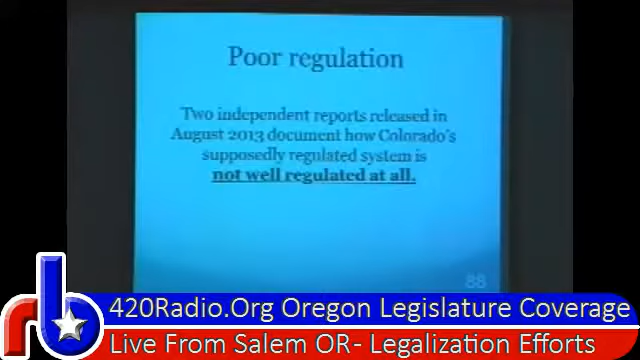 Poor regulation
Two independent reports released in
August 2013 document how Colorado's
supposedly regulated system is
not well regulated at all.
88
420Radio.Org Oregon Legislature Coverage
Live From Salem OR- Legalization Efforts